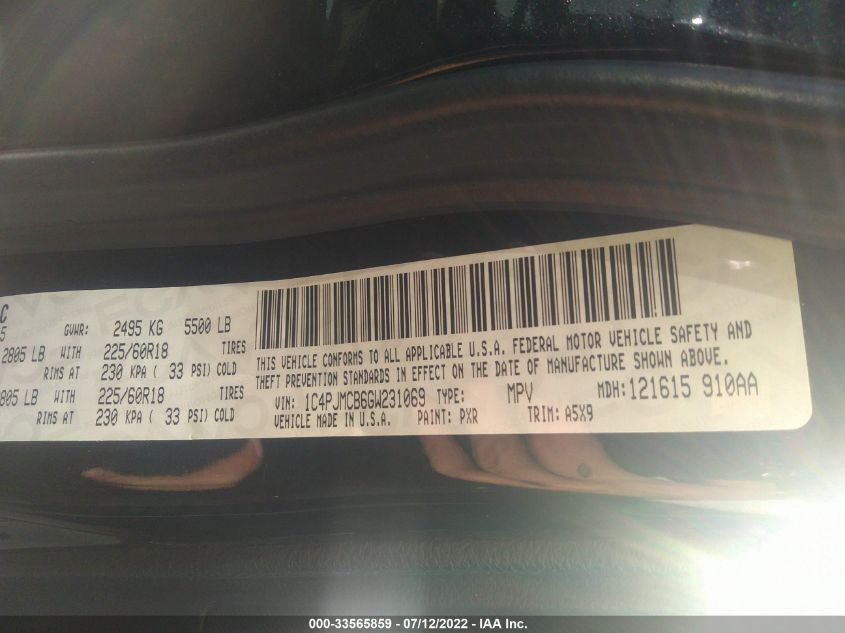 C
5 GVWR: 2495 KG 5500 LB
2805 LB WITH 225/60R18 TIRES
RIMS AT 230 KPA ( 33 PSI) COLD
805 LB WITH 225/60R18 TIRES
RIMS AT 230 KPA ( 33 PSI) COLD
THIS VEHICLE CONFORMS TO ALL APPLICABLE U.S.A. FEDERAL MOTOR VEHICLE SAFETY AND
THEFT PREVENTION STANDARDS IN EFFECT ON THE DATE OF MANUFACTURE SHOWN ABOVE.
VIN: 1C4PJMCB6GW231069 TYPE: MPV MDH: 121615 910AA
VEHICLE MADE IN U.S.A. PAINT: PXR TRIM: A5X9
000-33565859 - 07/12/2022 - IAA Inc.